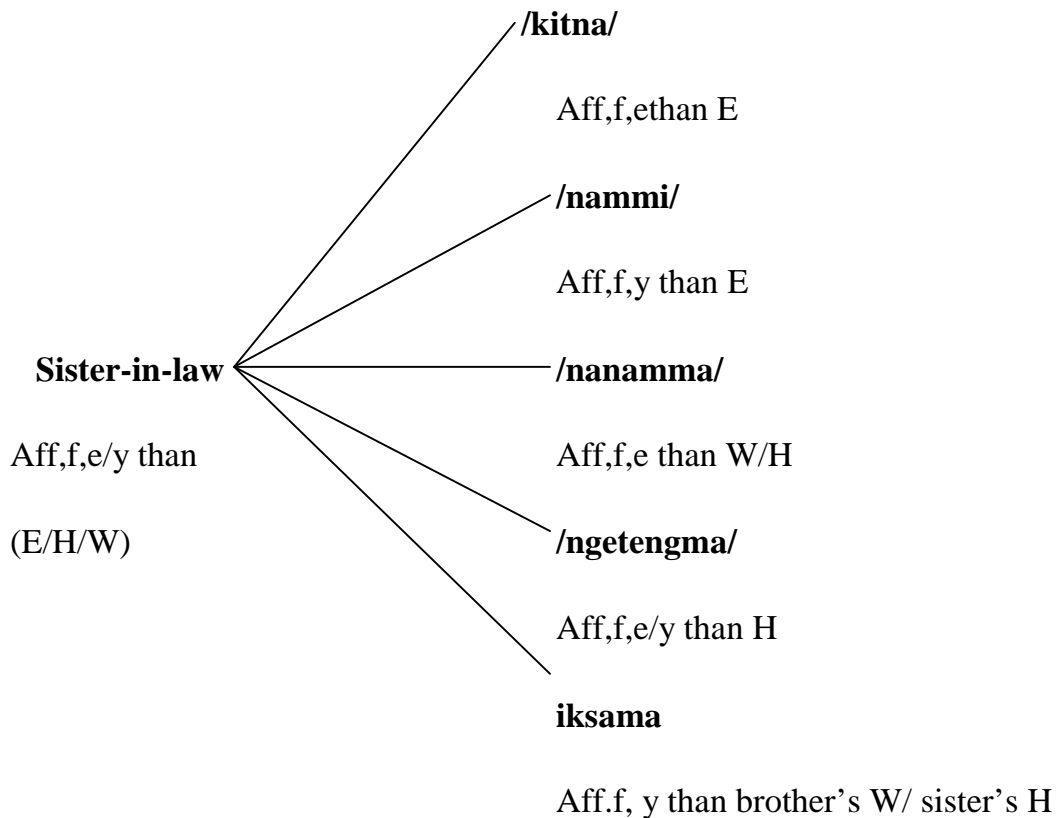 /kitna/
Aff,f,ethan E
/nammi/
Aff,f,y than E
Sister-in-law
/nanamma/
Aff,f,e/y than
Aff,f,e than W/H
(E/H/W)
/ngetengma/
Aff,f,e/y than H
iksama
Aff.f, y than brother’s W/ sister’s H